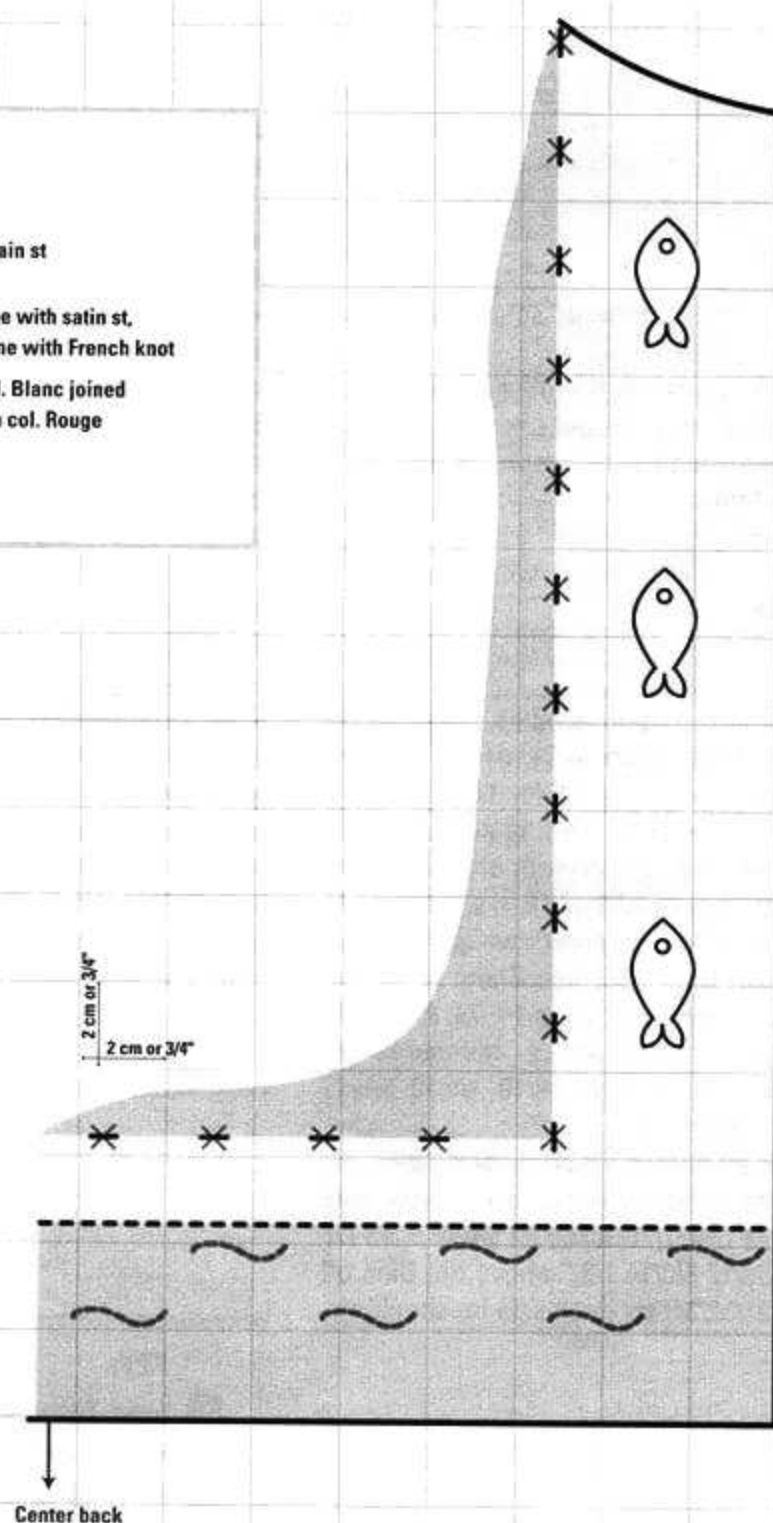 ain st
e with satin st,
ne with French knot
. Blanc joined
col. Rouge
2 cm or 3/4"
2 cm or 3/4"
Center back